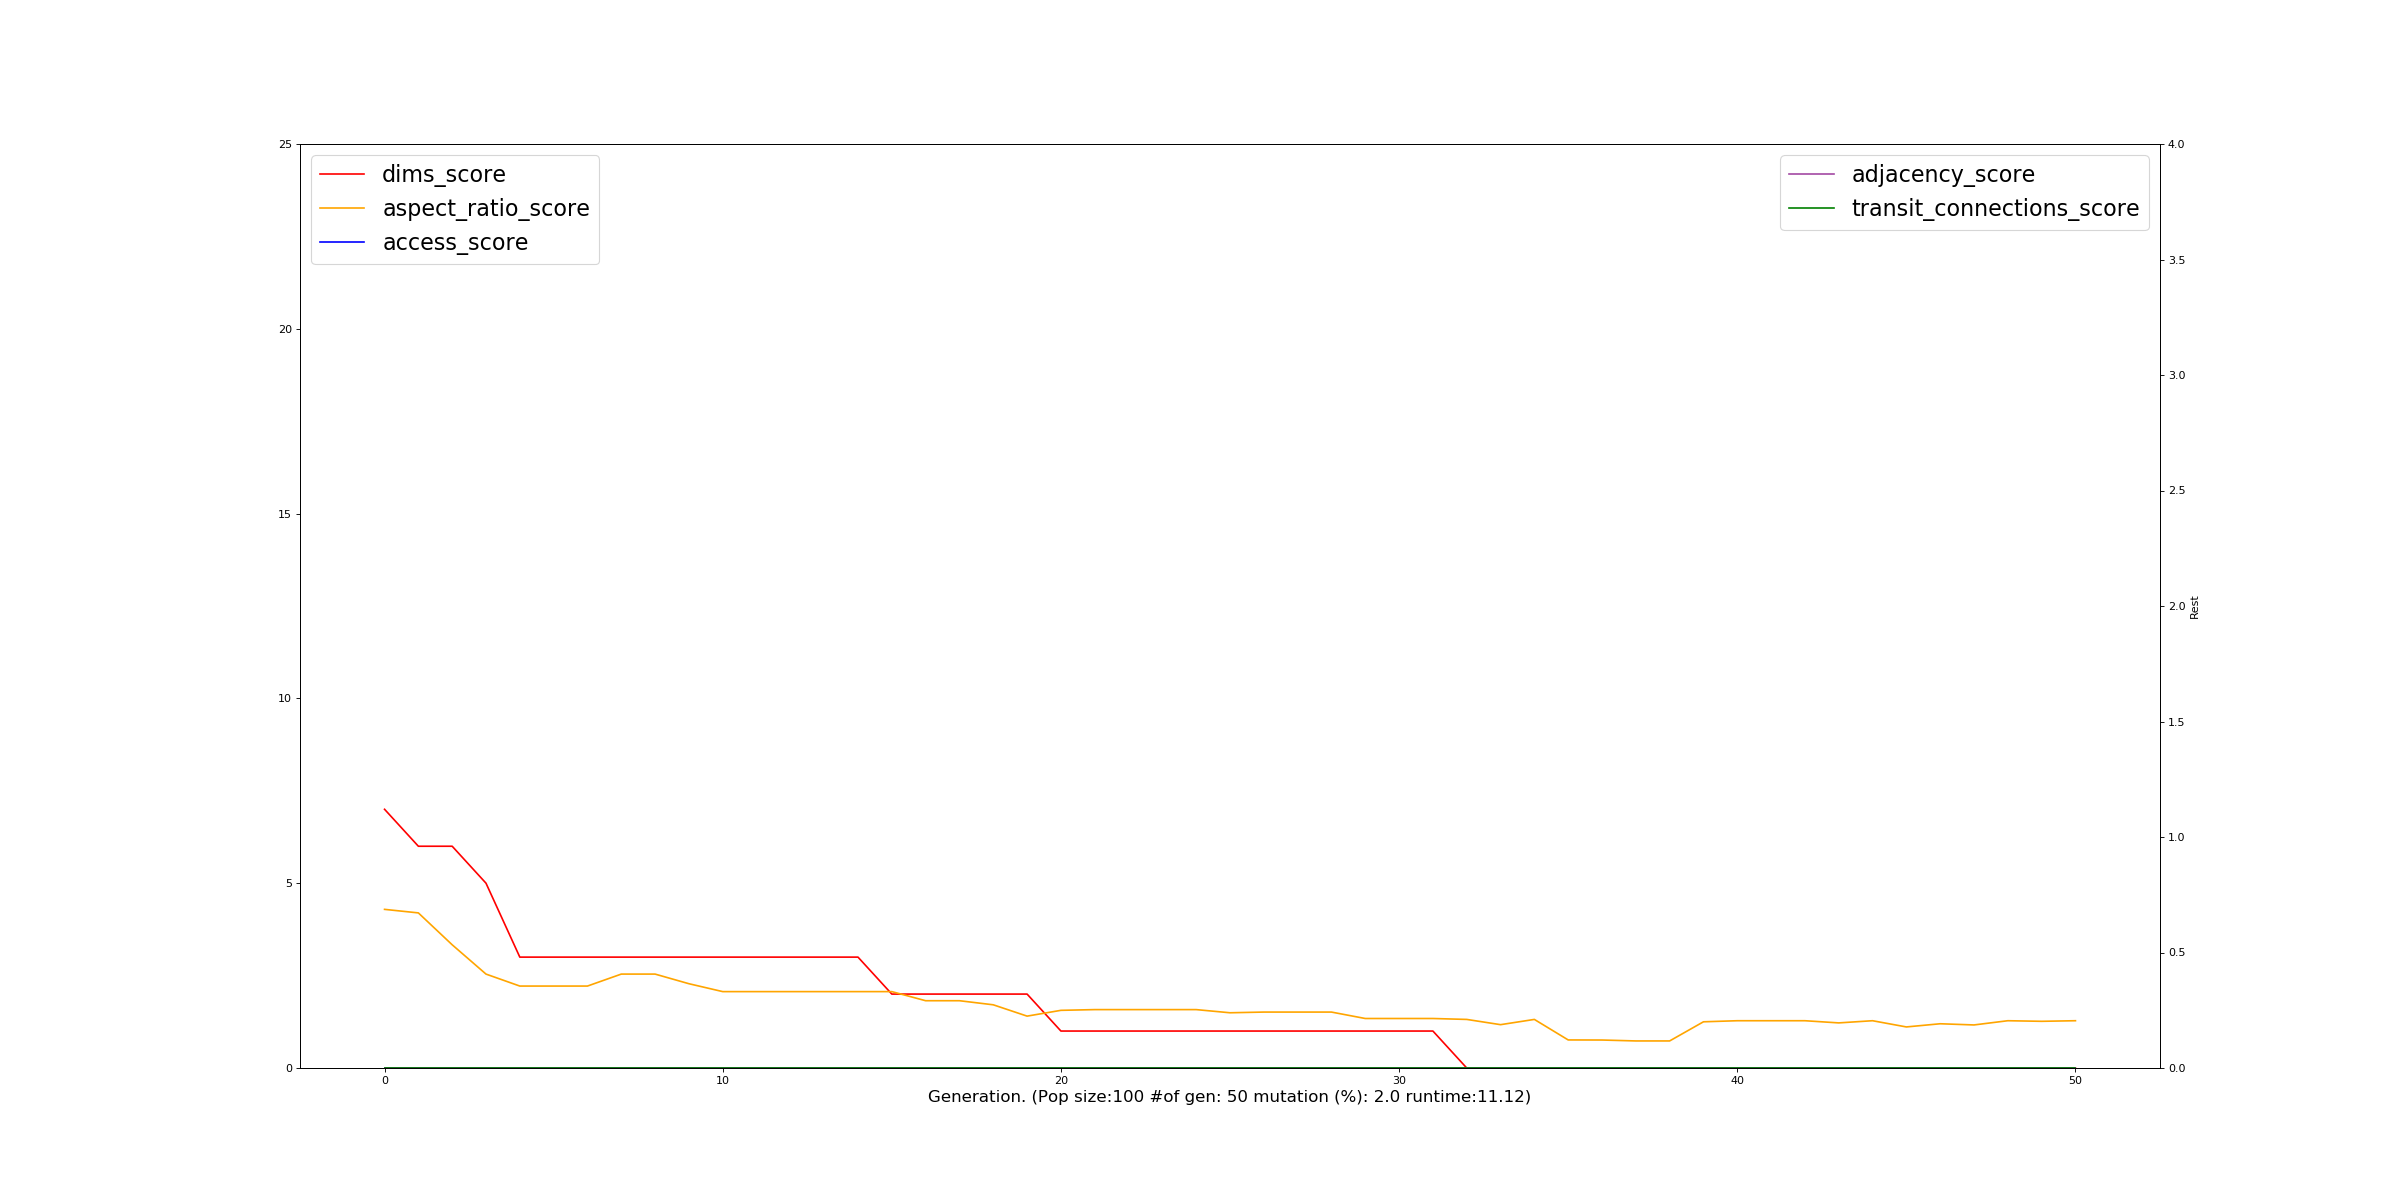 25
20
15
10
5
0
dims_score
aspect_ratio_score
access_score
adjacency_score
transit_connections_score
4.0
3.5
3.0
2.5
2.0
1.5
1.0
0.5
0.0
Rest
0 10 20 30 40 50
Generation. (Pop size:100 #of gen: 50 mutation (%): 2.0 runtime:11.12)